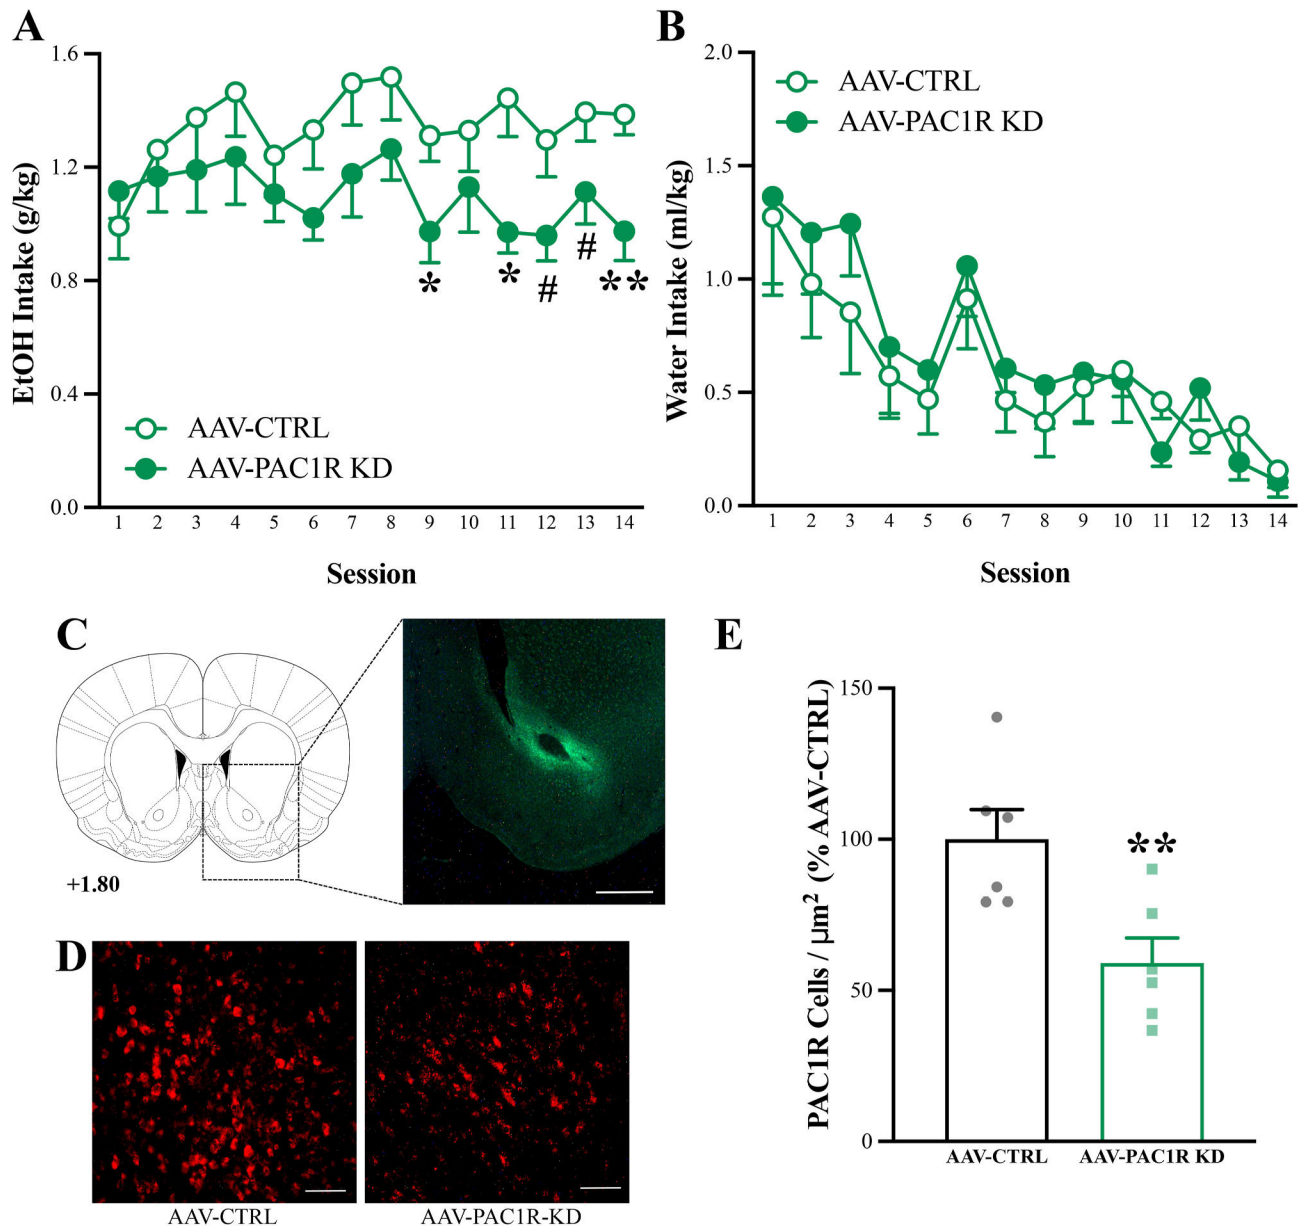 A
1.6
1.2
0.8
0.4
0.0
EtOH Intake (g/kg)
* * # # **
AAV-CTRL
AAV-PAC1R KD
1 2 3 4 5 6 7 8 9 10 11 12 13 14
Session
B
2.0
1.5
1.0
0.5
0.0
Water Intake (ml/kg)
AAV-CTRL
AAV-PAC1R KD
1 2 3 4 5 6 7 8 9 10 11 12 13 14
Session
C
+1.80
D
AAV-CTRL
AAV-PAC1R-KD
E
150
100
50
0
PAC1R Cells / μm² (% AAV-CTRL)
**
AAV-CTRL
AAV-PAC1R KD